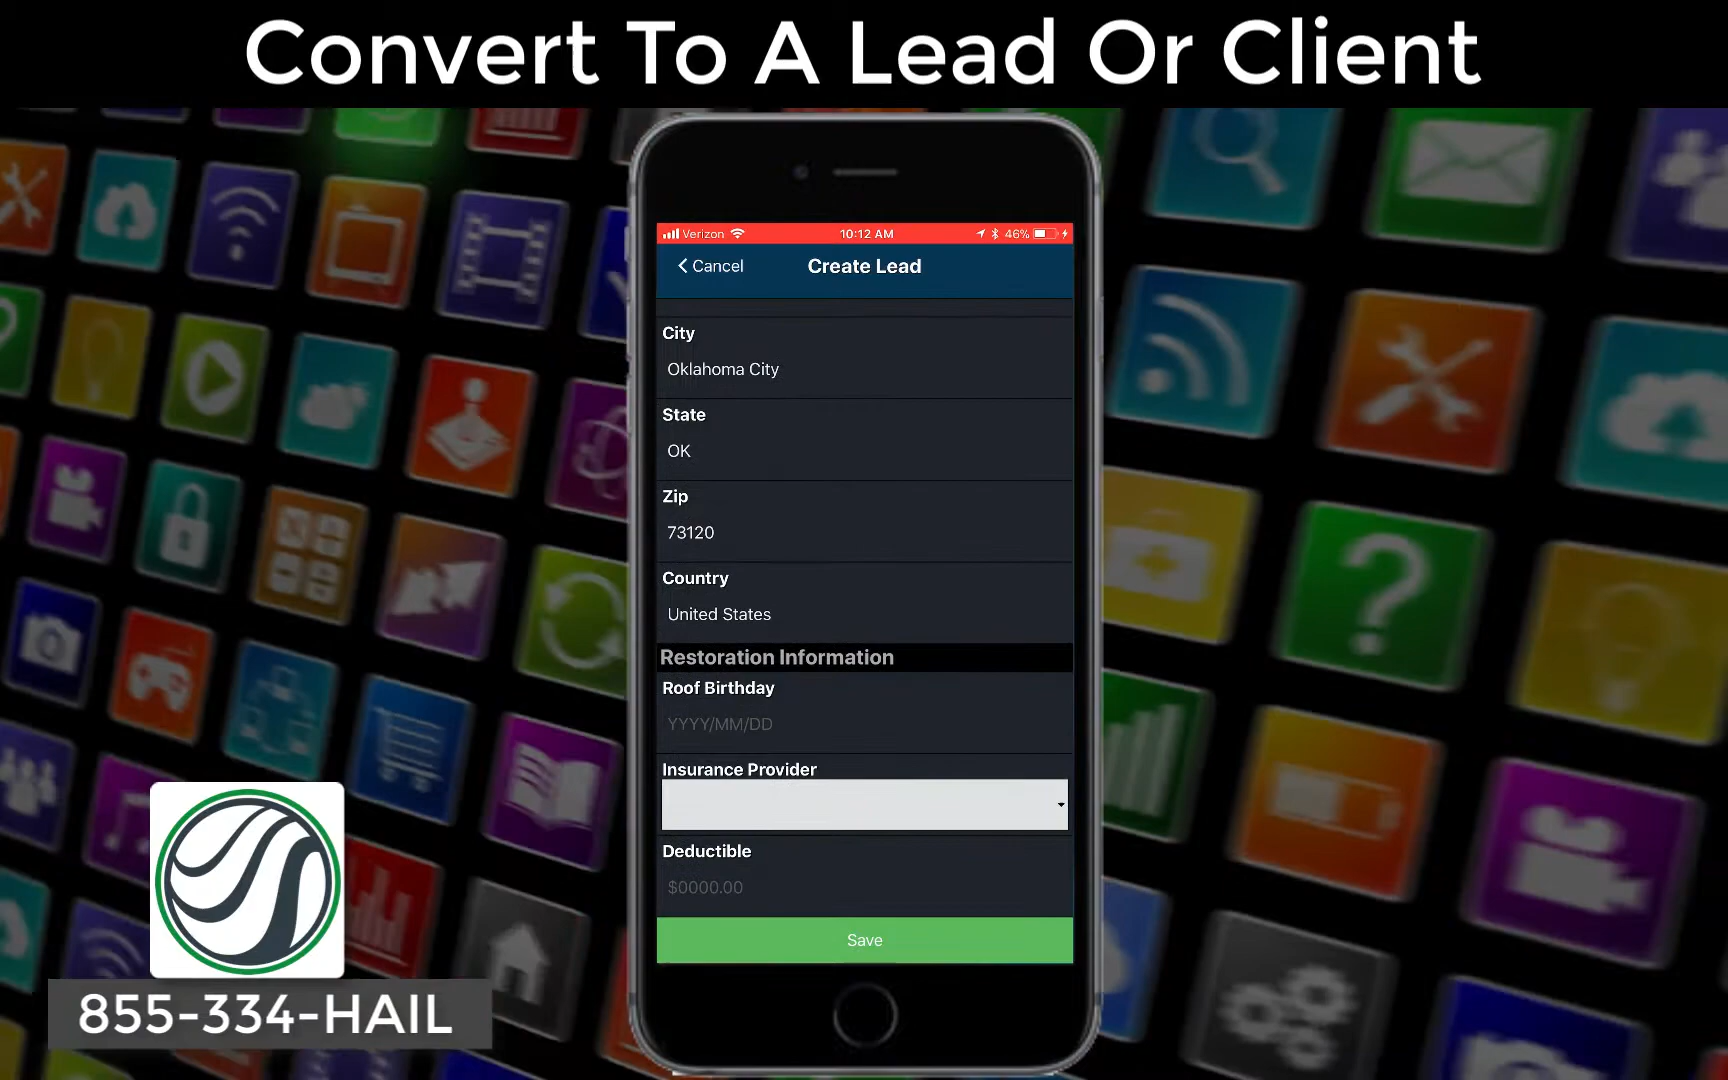 Convert To A Lead Or Client
Verizon 10:12 AM 46%
Cancel Create Lead
City
Oklahoma City
State
OK
Zip
73120
Country
United States
Restoration Information
Roof Birthday
YYYY/MM/DD
Insurance Provider
Deductible
$0000.00
Save
855-334-HAIL